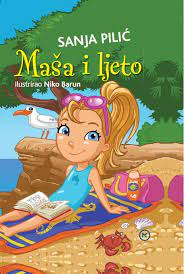 SANJA PILIĆ
Maša i ljeto
ilustrirao Niko Barun